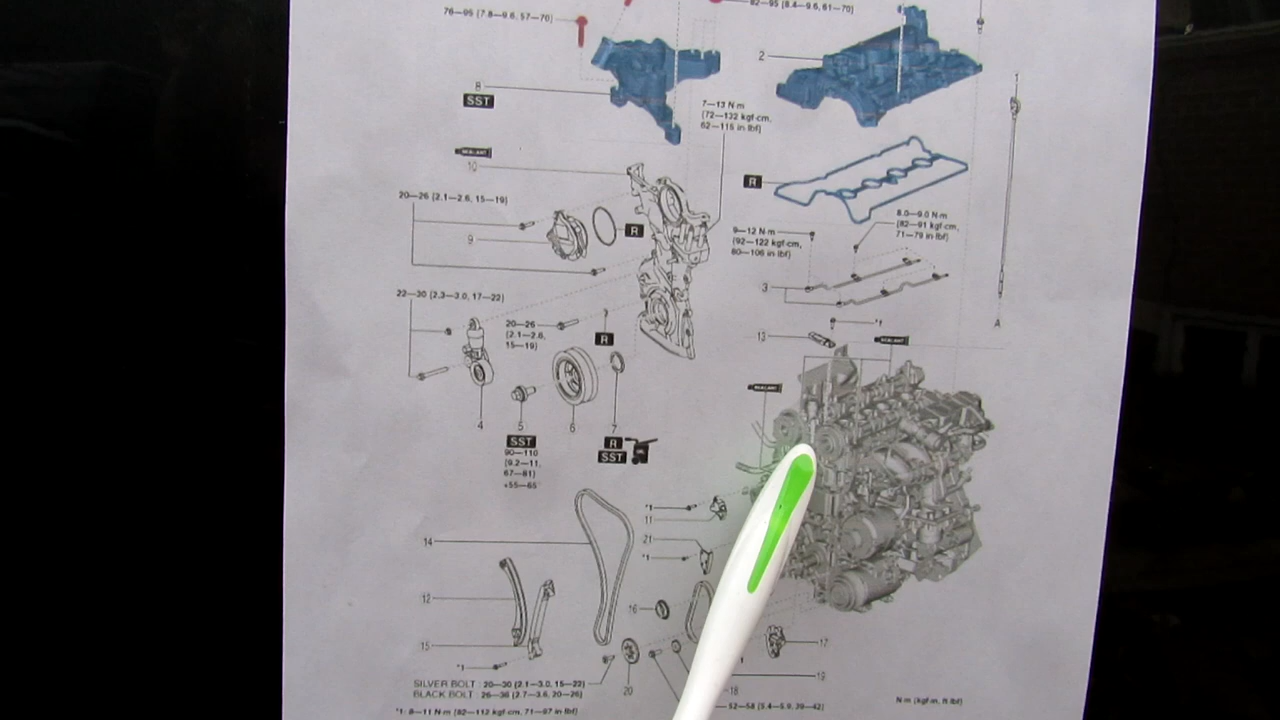 76—95 (7.8—9.6, 57—70)
82—95 (8.4—9.6, 61—70)
2
8
SST
1
7—13 N·m
(72—132 kgf·cm,
62—115 in·lbf)
SEALANT
10
R
20—26 (2.1—2.6, 15—19)
8.0—9.0 N·m
(82—91 kgf·cm,
71—79 in·lbf)
9—12 N·m
(92—122 kgf·cm,
80—106 in·lbf)
R
9
3
22—30 (2.3—3.0, 17—22)
20—26
(2.1—2.6,
15—19)
R
A
*1
13
SEALANT
SEALANT
4
5
6
7
SST
90—110
(9.2—11,
67—81)
+55—65
R
SST
*1
11
14
21
*1
12
16
15
17
*1
19
20
18
SILVER BOLT : 20—30 (2.1—3.0, 15—22)
BLACK BOLT : 26—36 (2.7—3.6, 20—26)
52—58 (5.4—5.9, 39—42)
N·m (kgf·m, ft·lbf)
*1: 8—11 N·m (82—112 kgf·cm, 71—97 in·lbf)